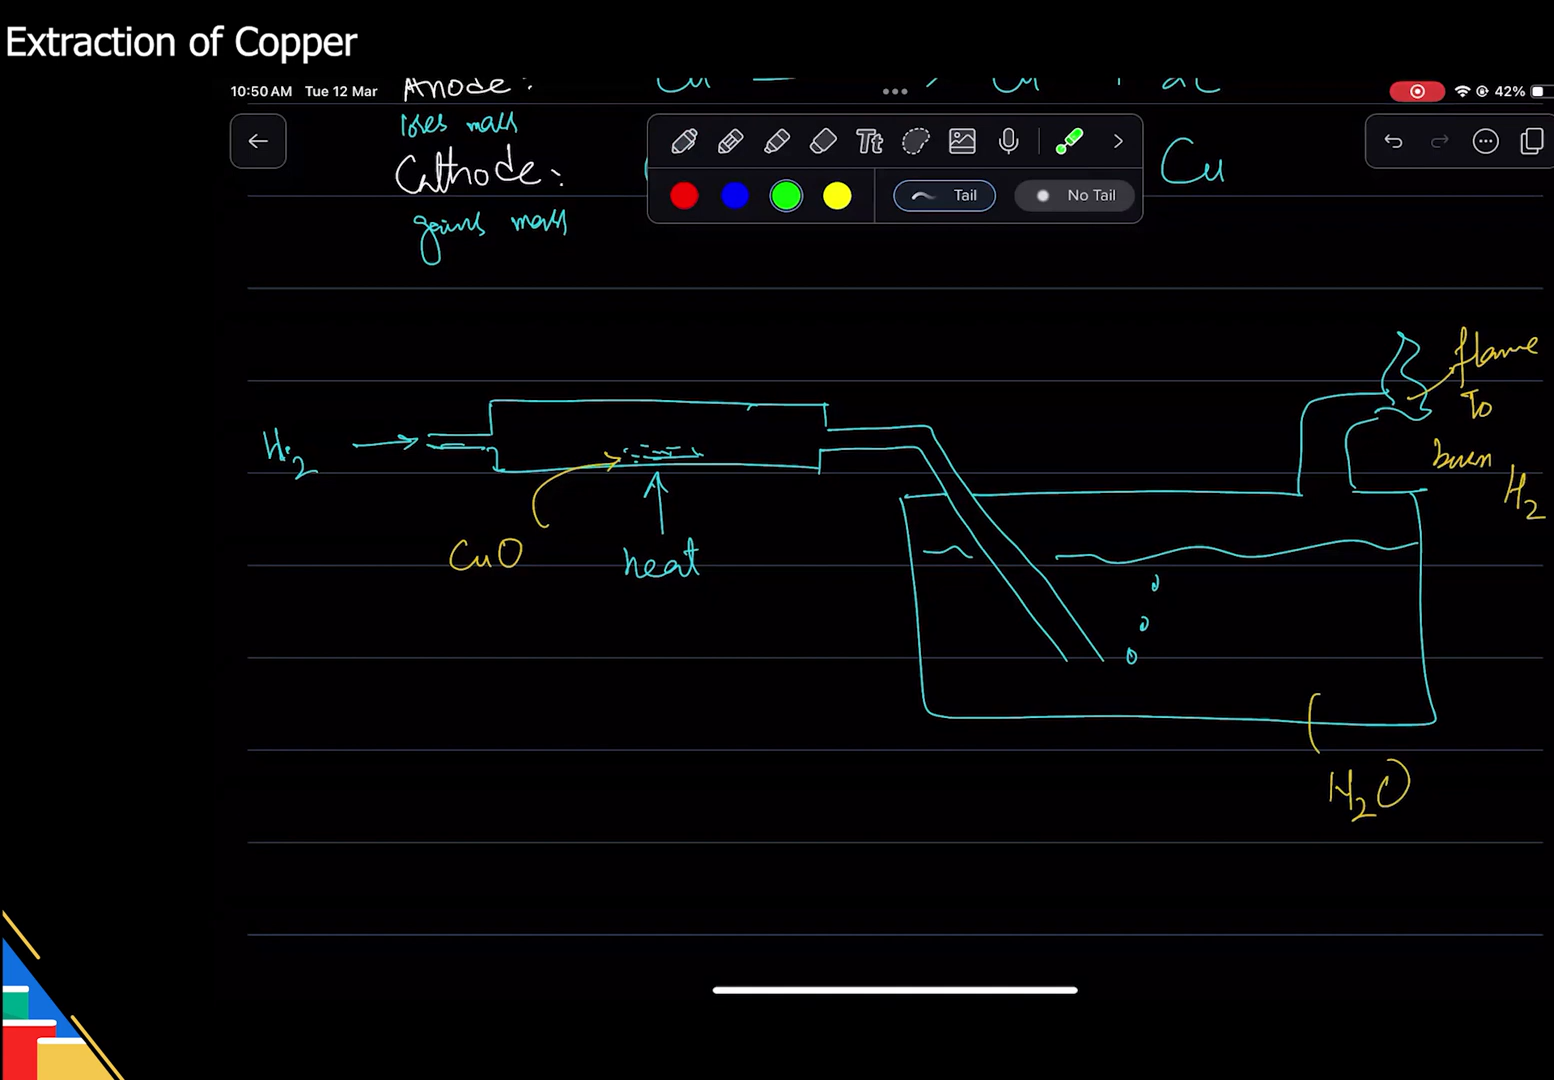 Extraction of Copper
10:50 AM Tue 12 Mar
42%
Anode:
loses mass
Cathode:
gains mass
Cu
Tt
Tail
No Tail
H2
CuO
heat
flame
To
burn
H2
H2O